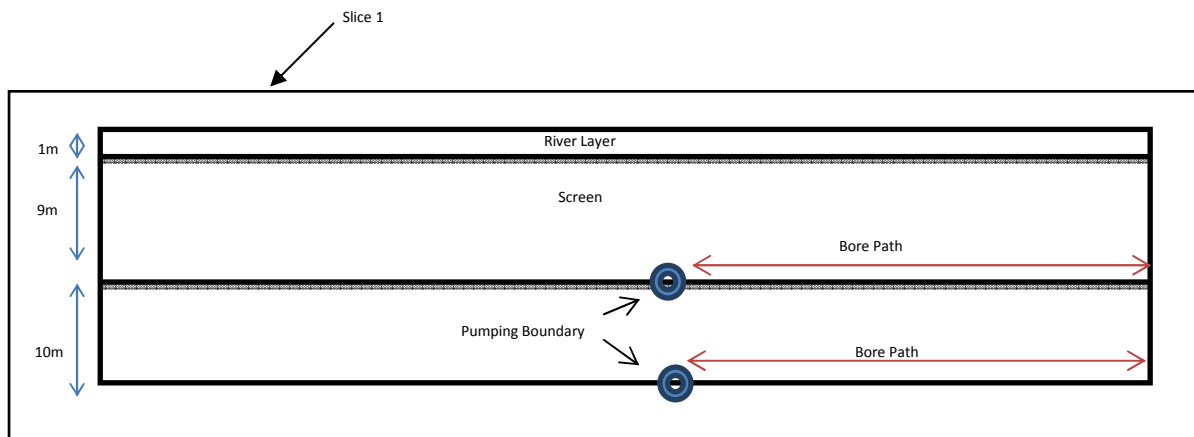 Slice 1
River Layer
1m
Screen
9m
Bore Path
Pumping Boundary
10m
Bore Path